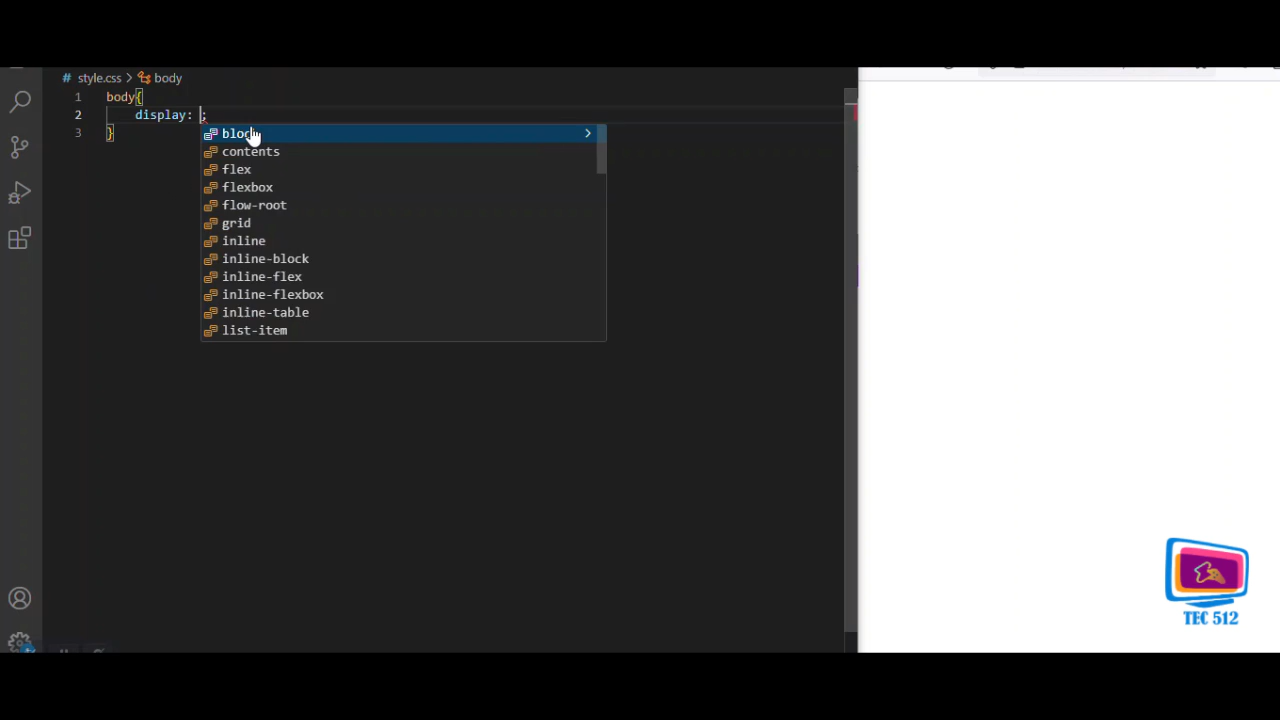 # style.css > body
1 body{
2 display: ;
3 }
block
contents
flex
flexbox
flow-root
grid
inline
inline-block
inline-flex
inline-flexbox
inline-table
list-item
TEC 512